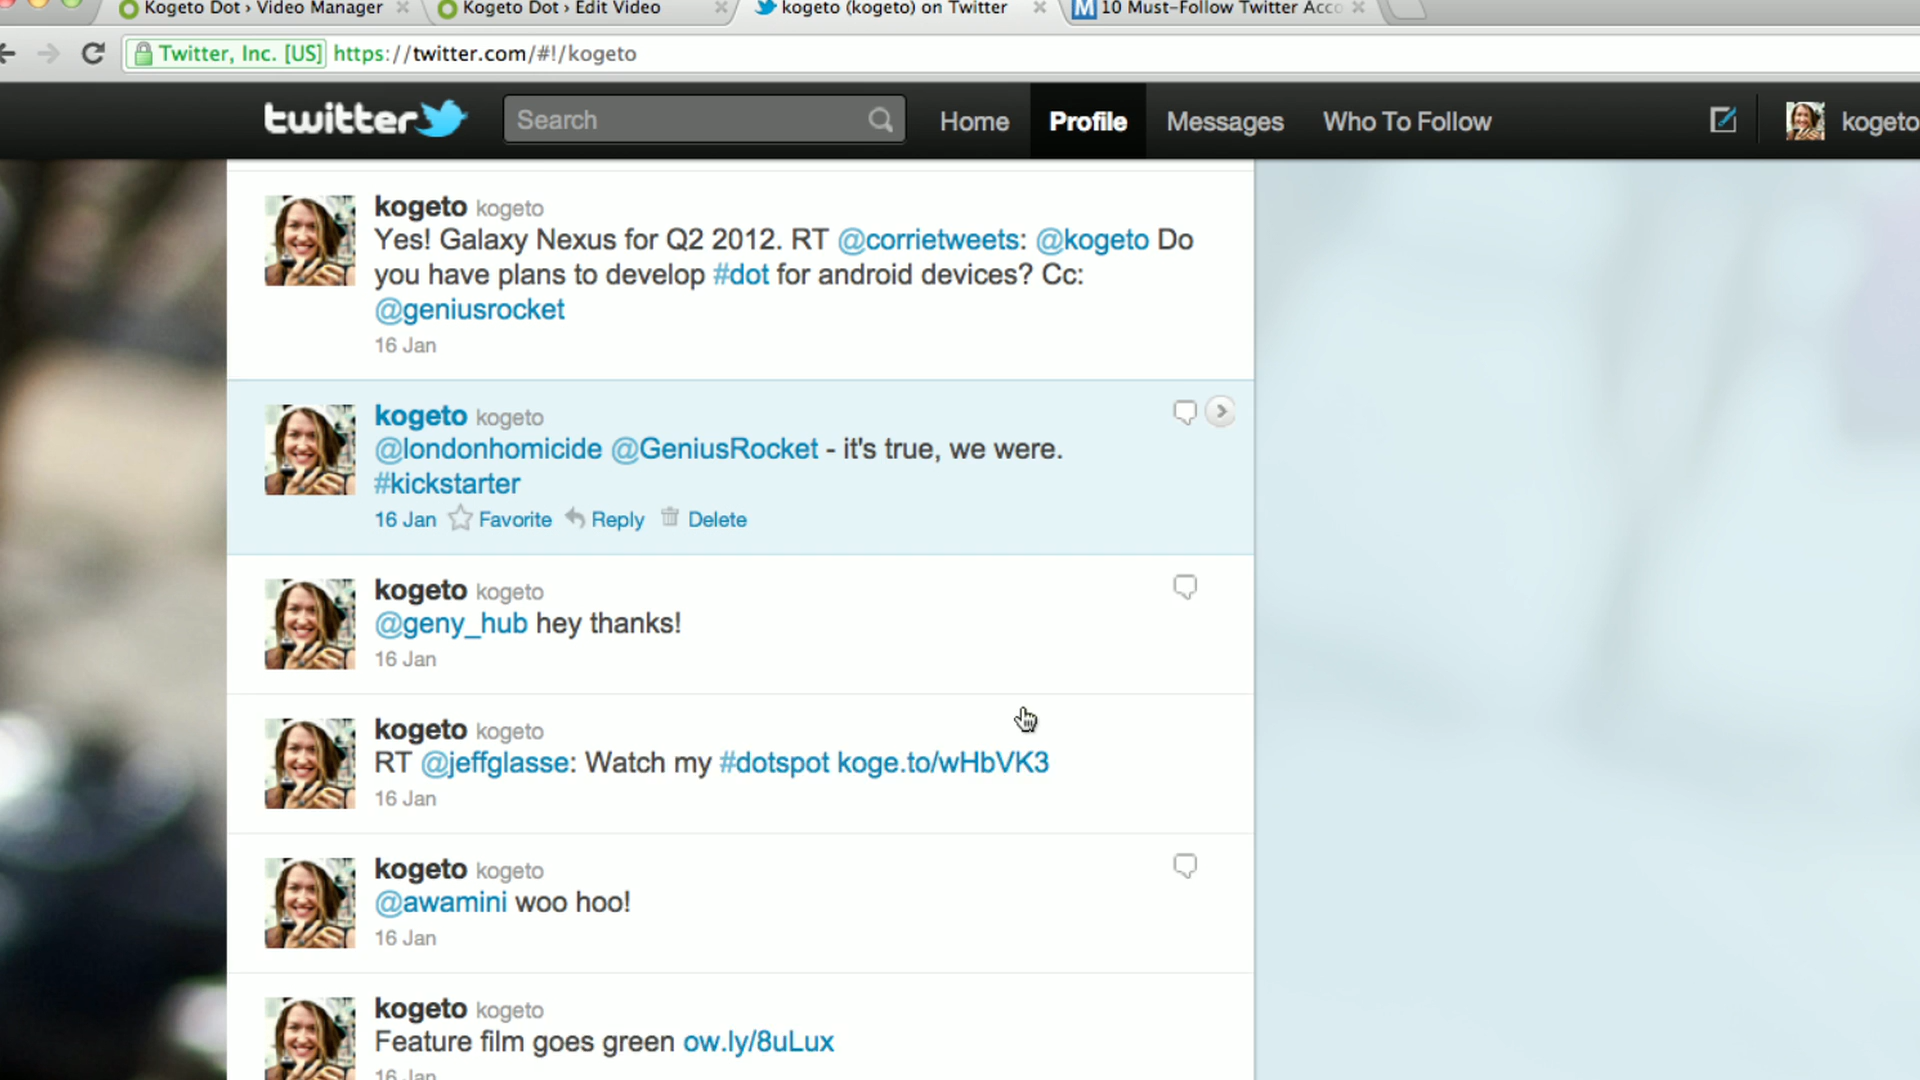 Kogeto Dot › Video Manager
Kogeto Dot › Edit Video
kogeto (kogeto) on Twitter
10 Must-Follow Twitter Acco
Twitter, Inc. [US] https://twitter.com/#!/kogeto
twitter
Search
Home
Profile
Messages
Who To Follow
kogeto
kogeto kogeto
Yes! Galaxy Nexus for Q2 2012. RT @corrietweets: @kogeto Do
you have plans to develop #dot for android devices? Cc:
@geniusrocket
16 Jan
kogeto kogeto
@londonhomicide @GeniusRocket - it's true, we were.
#kickstarter
16 Jan Favorite Reply Delete
kogeto kogeto
@geny_hub hey thanks!
16 Jan
kogeto kogeto
RT @jeffglasse: Watch my #dotspot koge.to/wHbVK3
16 Jan
kogeto kogeto
@awamini woo hoo!
16 Jan
kogeto kogeto
Feature film goes green ow.ly/8uLux
16 Jan